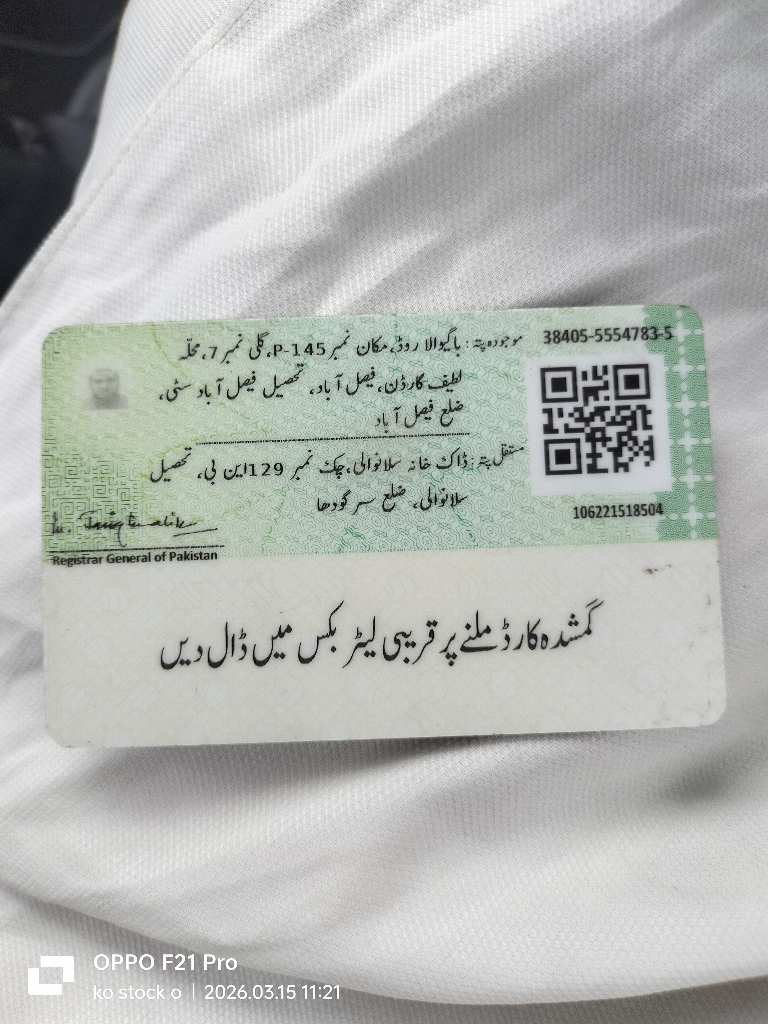 38405-5554783-5
موجودہ پتہ: باگیوالا روڈ، مکان نمبر P-145، گلی نمبر 7، محلّہ
لطیف گارڈن، فیصل آباد، تحصیل فیصل آباد سٹی،
ضلع فیصل آباد
مستقل پتہ: ڈاک خانہ سلانوالی، چک نمبر 129 این بی، تحصیل
سلانوالی، ضلع سرگودھا
106221518504
Registrar General of Pakistan
گمشدہ کارڈ ملنے پر قریبی لیٹر بکس میں ڈال دیں
OPPO F21 Pro
ko stock o | 2026.03.15 11:21